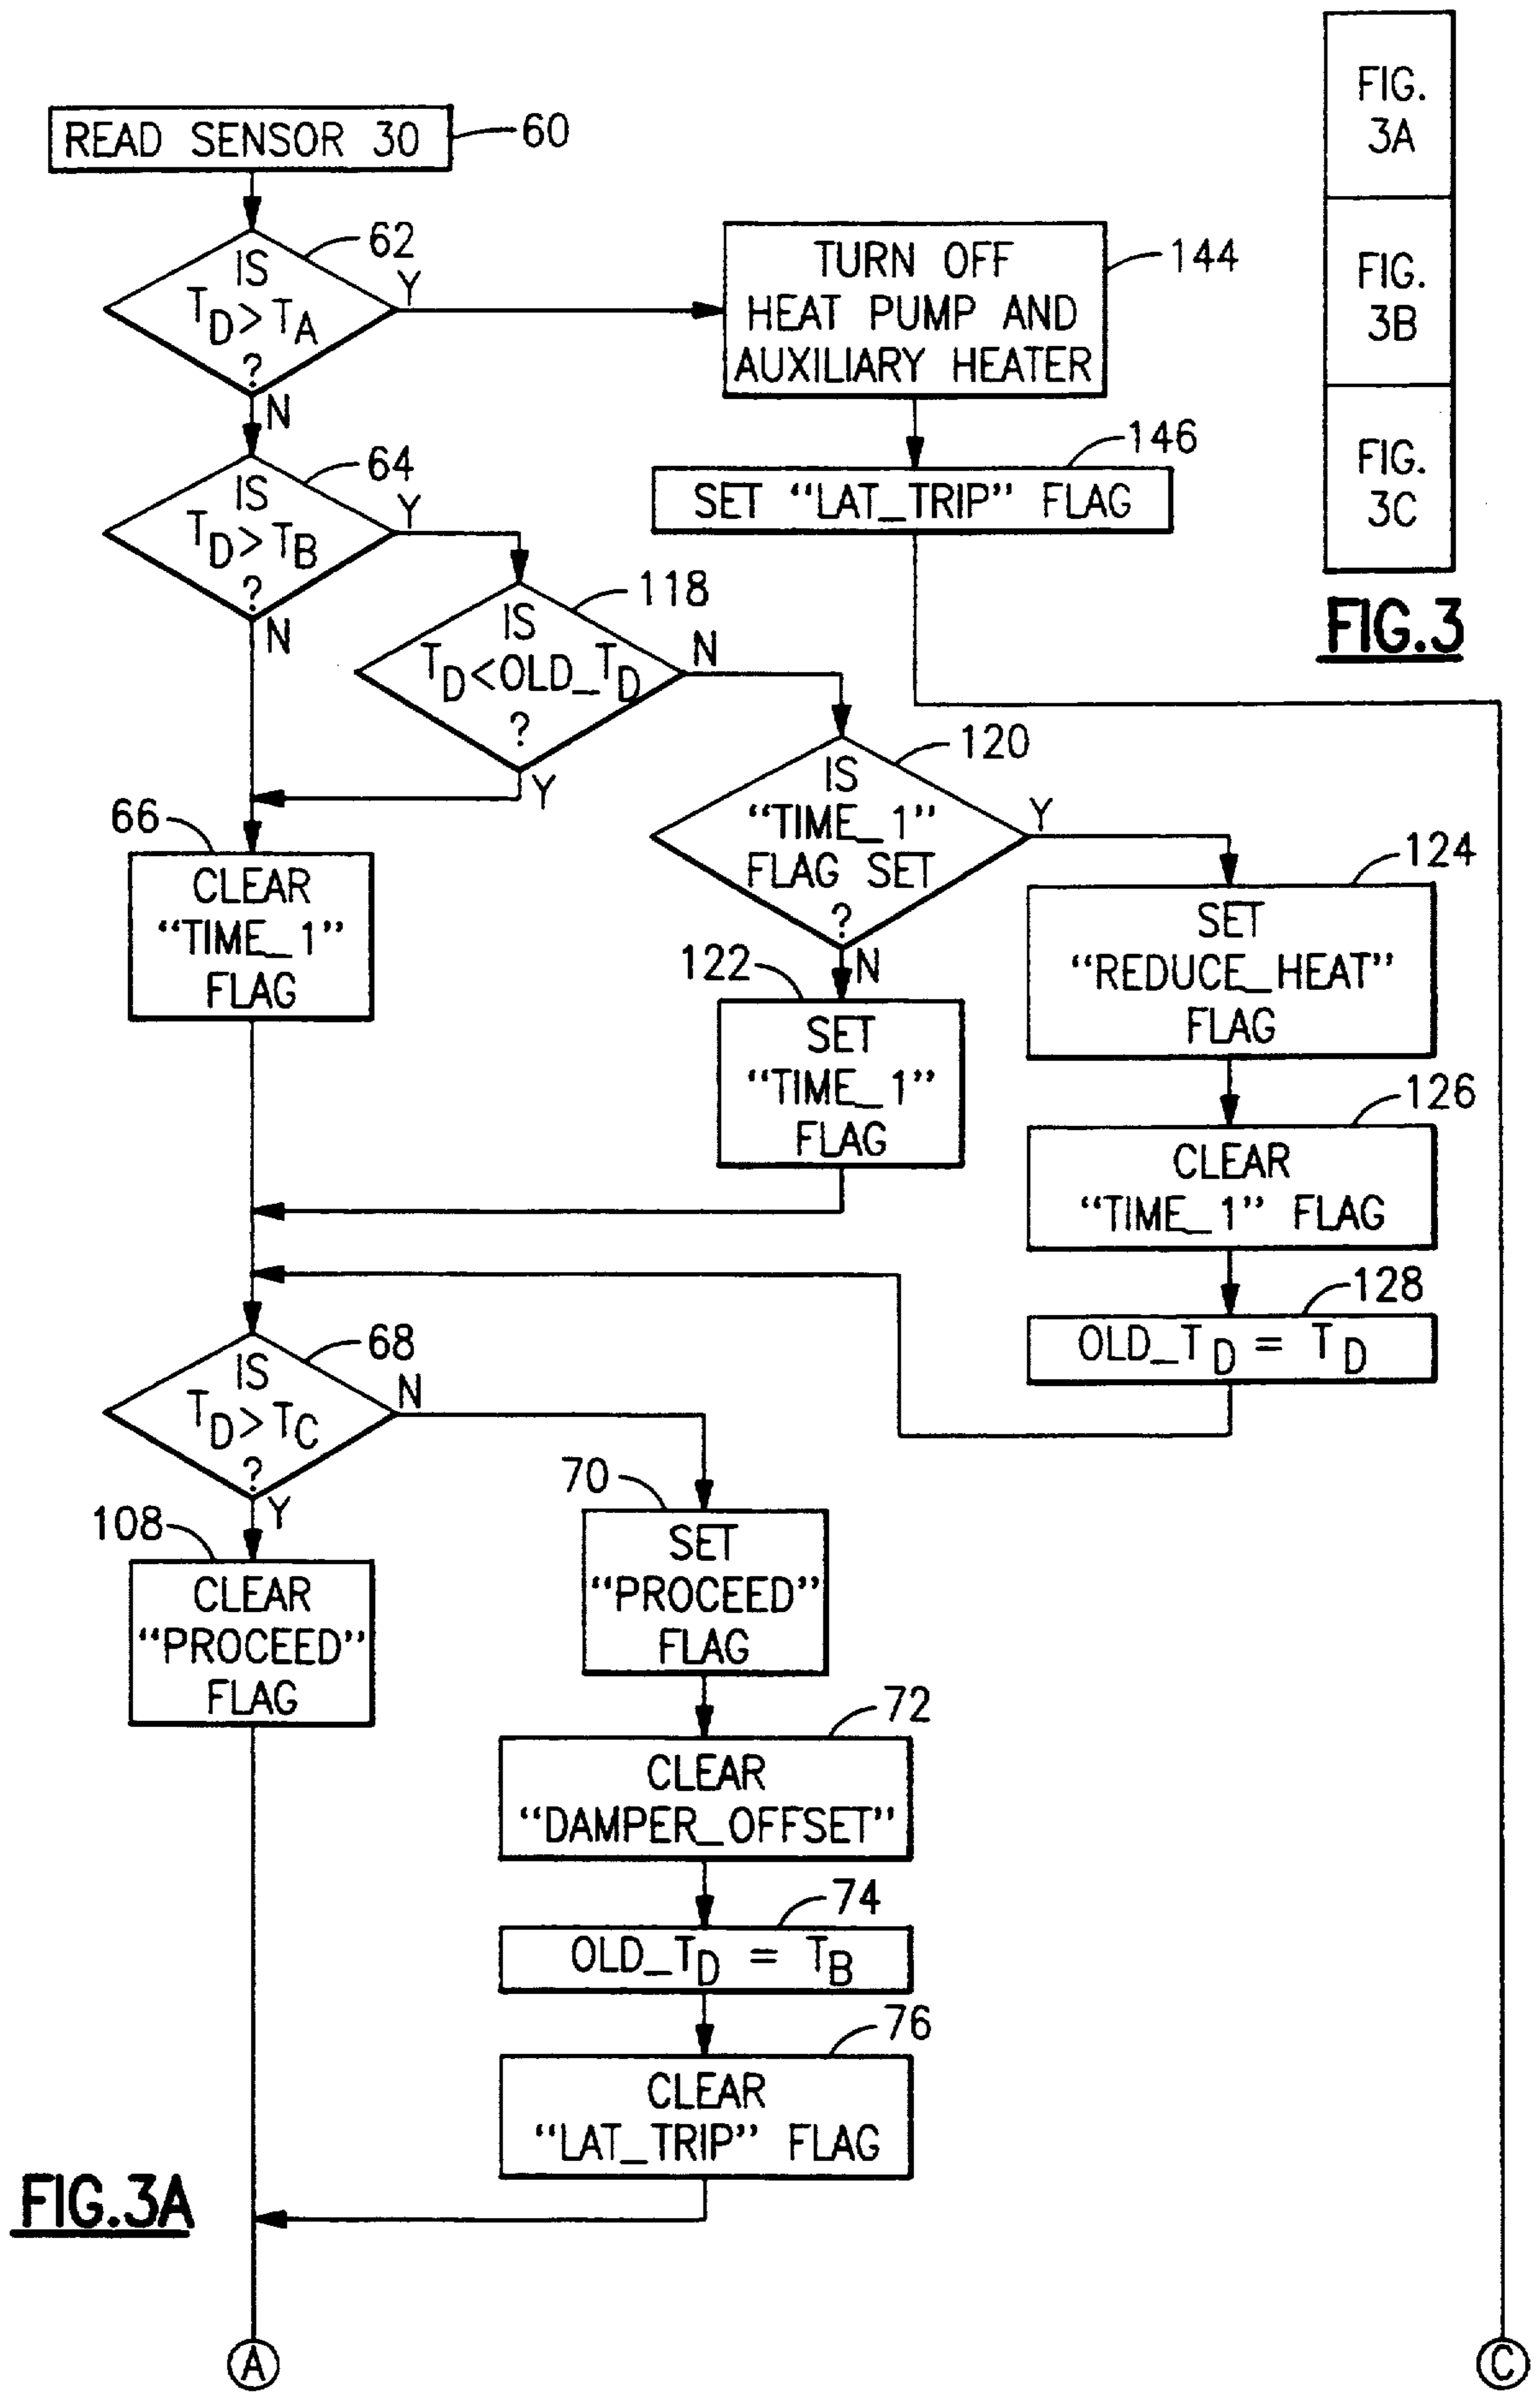 READ SENSOR 30
60
IS
TD > TA
?
62
Y
N
TURN OFF
HEAT PUMP AND
AUXILIARY HEATER
144
SET “LAT_TRIP” FLAG
146
FIG.
3A
FIG.
3B
FIG.
3C
FIG.3
IS
TD > TB
?
64
Y
N
IS
TD<OLD_TD
?
118
N
Y
IS
“TIME_1”
FLAG SET
?
120
Y
N
66
CLEAR
“TIME_1”
FLAG
122
SET
“TIME_1”
FLAG
124
SET
“REDUCE_HEAT”
FLAG
126
CLEAR
“TIME_1” FLAG
128
OLD_TD = TD
IS
TD > TC
?
68
N
Y
108
CLEAR
“PROCEED”
FLAG
70
SET
“PROCEED”
FLAG
72
CLEAR
“DAMPER_OFFSET”
74
OLD_TD = TB
76
CLEAR
“LAT_TRIP” FLAG
FIG.3A
A
C